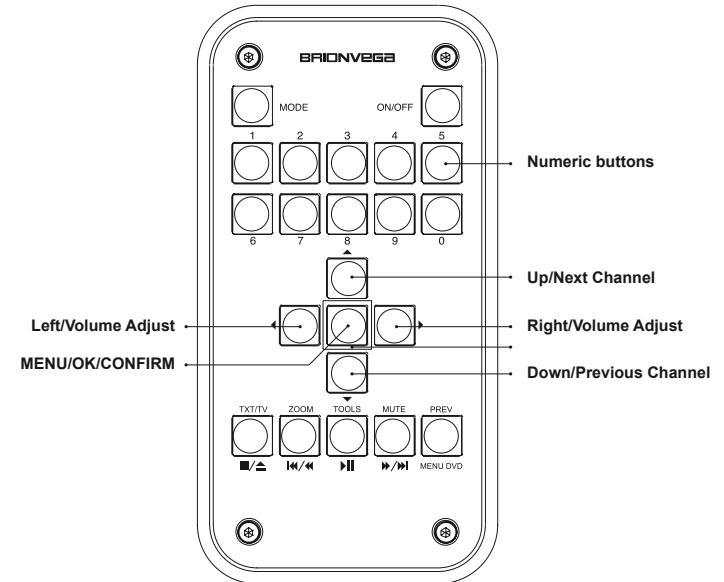 BRIONVEGA
MODE ON/OFF
1 2 3 4 5
Numeric buttons
6 7 8 9 0
Up/Next Channel
Left/Volume Adjust
Right/Volume Adjust
MENU/OK/CONFIRM
Down/Previous Channel
TXT/TV ZOOM TOOLS MUTE PREV
MENU DVD